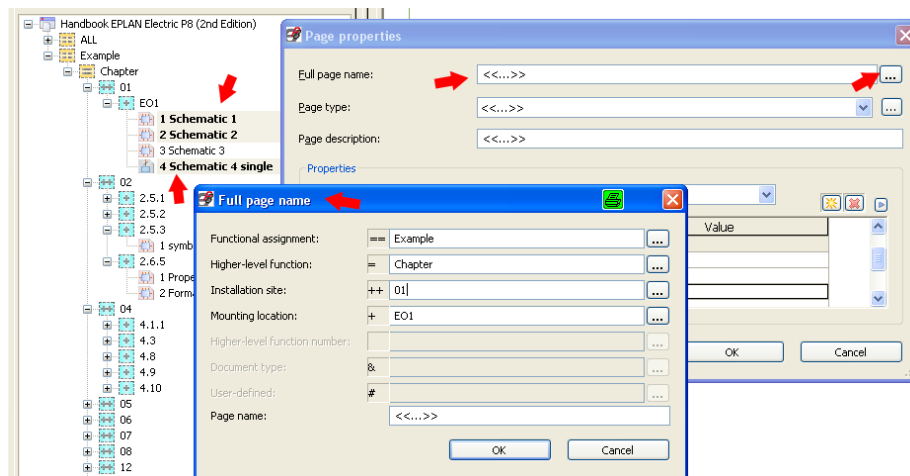 Handbook EPLAN Electric P8 (2nd Edition)
ALL
Example
Chapter
01
EO1
1 Schematic 1
2 Schematic 2
3 Schematic 3
4 Schematic 4 single
02
2.5.1
2.5.2
2.5.3
1 symb
2.6.5
1 Prope
2 Form
04
4.1.1
4.3
4.8
4.9
4.10
05
06
07
08
12
Page properties
Full page name:
<<...>>
...
Page type:
<<...>>
...
Page description:
<<...>>
Properties
Value
OK
Cancel
Full page name
Functional assignment:
==
Example
...
Higher-level function:
=
Chapter
...
Installation site:
++
01
...
Mounting location:
+
EO1
...
Higher-level function number:
...
Document type:
&
...
User-defined:
#
...
Page name:
<<...>>
OK
Cancel